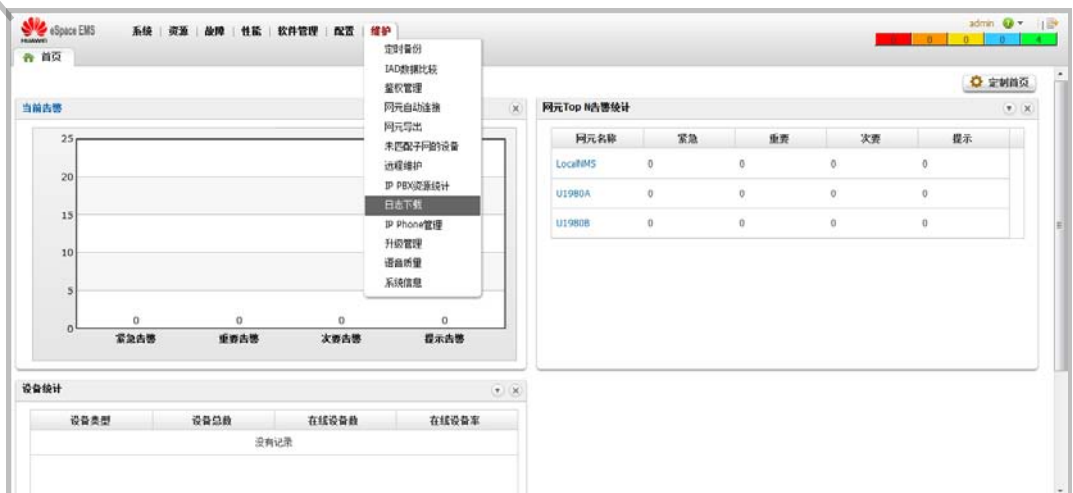 HUAWEI eSpace EMS 系统 资源 故障 性能 软件管理 配置 维护 admin
0 0 0 0 4
首页
定时备份
IAD数据比较
鉴权管理
网元自动连接
网元导出
未匹配子网的设备
远程维护
IP PBX资源统计
日志下载
IP Phone管理
升级管理
语音质量
系统信息
定制首页
当前告警
25
20
15
10
5
0
0 0 0 0
紧急告警 重要告警 次要告警 提示告警
网元Top N告警统计
网元名称 紧急 重要 次要 提示
LocalNMS 0 0 0 0
U1980A 0 0 0 0
U1980B 0 0 0 0
设备统计
设备类型 设备总数 在线设备数 在线设备率
没有记录